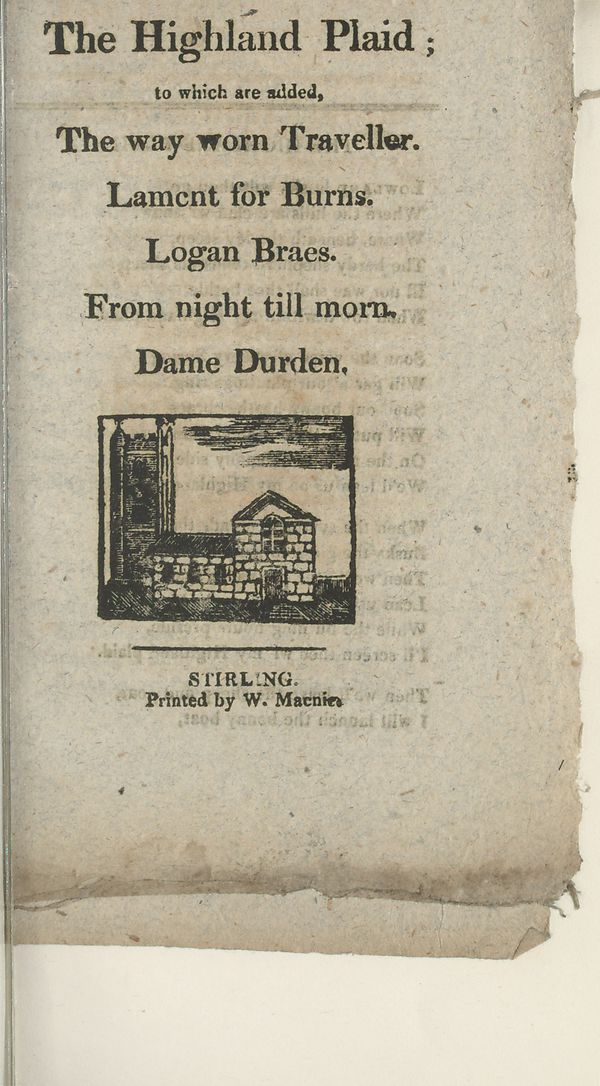 The Highland Plaid;
to which are added,
The way worn Traveller.
Lament for Burns.
Logan Braes.
From night till morn.
Dame Durden.
STIRLING.
Printed by W. Macnie.